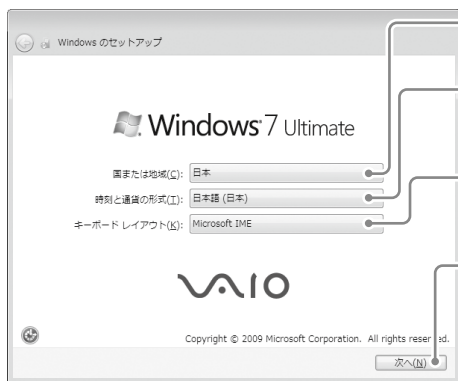 Windows のセットアップ
Windows 7 Ultimate
国または地域(C): 日本
時刻と通貨の形式(T): 日本語 (日本)
キーボード レイアウト(K): Microsoft IME
VAIO
Copyright © 2009 Microsoft Corporation. All rights reserved.
次へ(N)